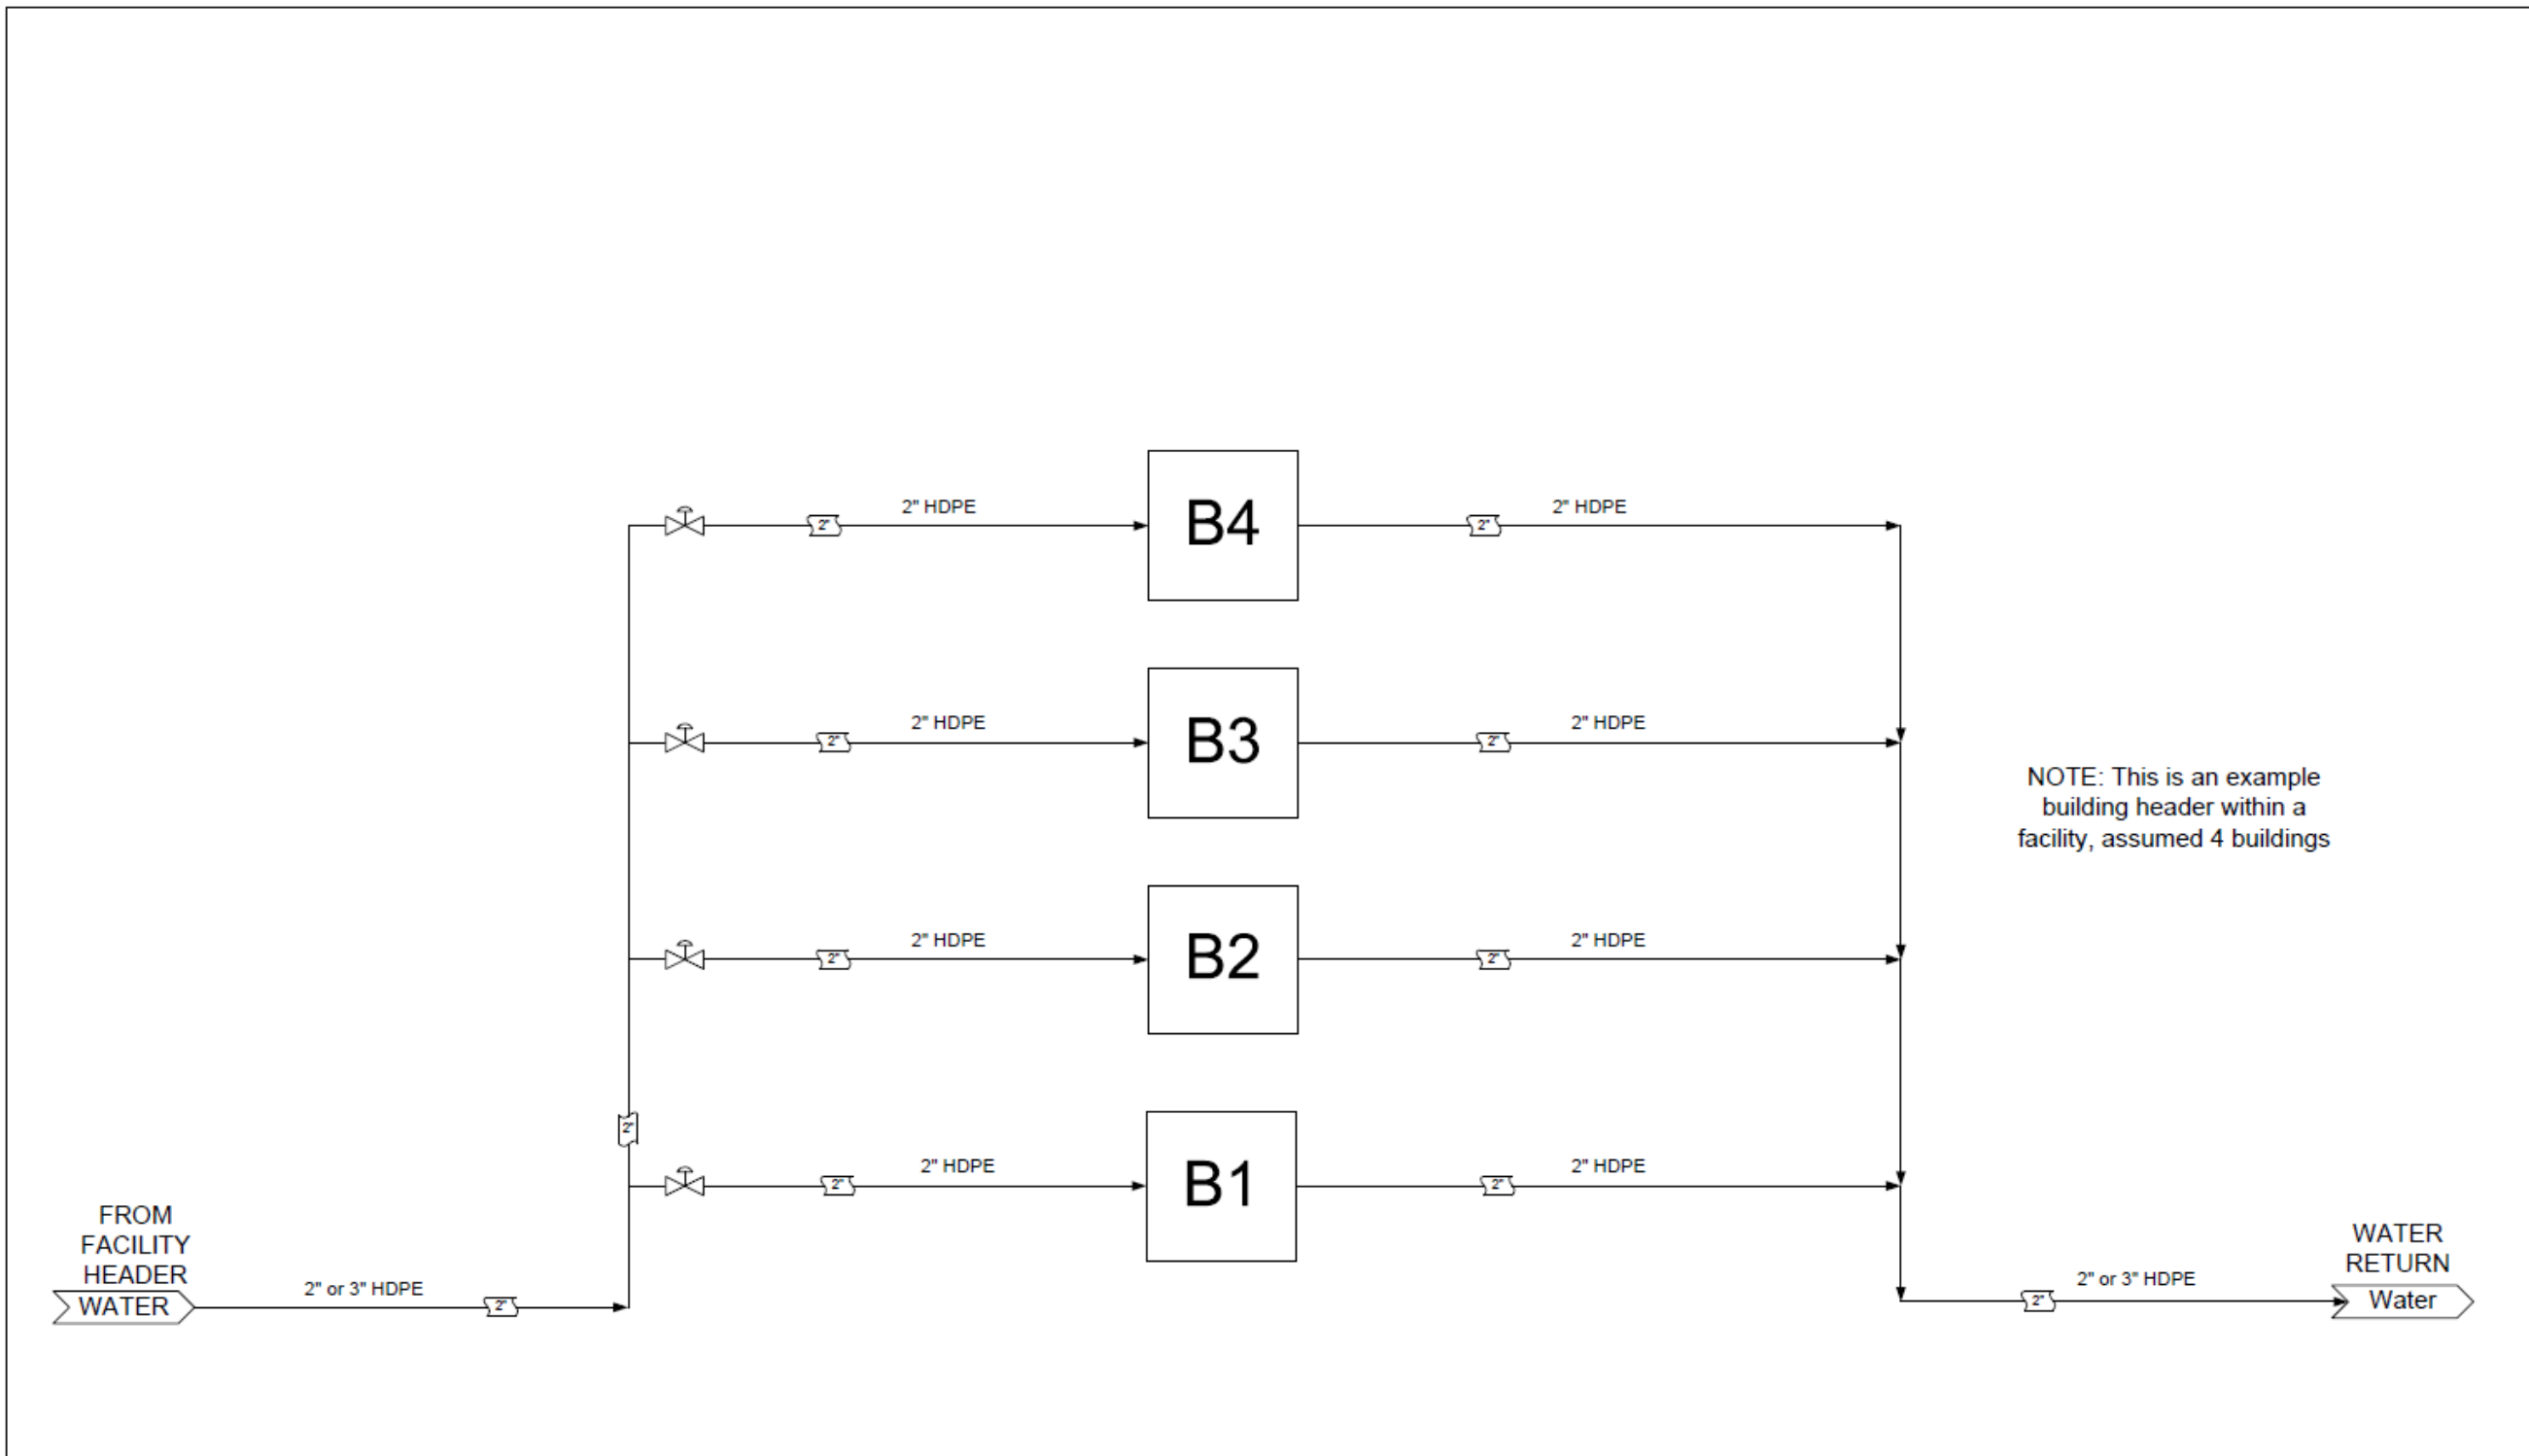 2" HDPE
2" HDPE
2"
B4
2"
2" HDPE
2" HDPE
2"
B3
2"
NOTE: This is an example
building header within a
facility, assumed 4 buildings
2" HDPE
2" HDPE
2"
B2
2"
2"
2" HDPE
2" HDPE
2"
B1
2"
FROM
FACILITY
HEADER
WATER
2" or 3" HDPE
2"
WATER
RETURN
2" or 3" HDPE
2"
Water